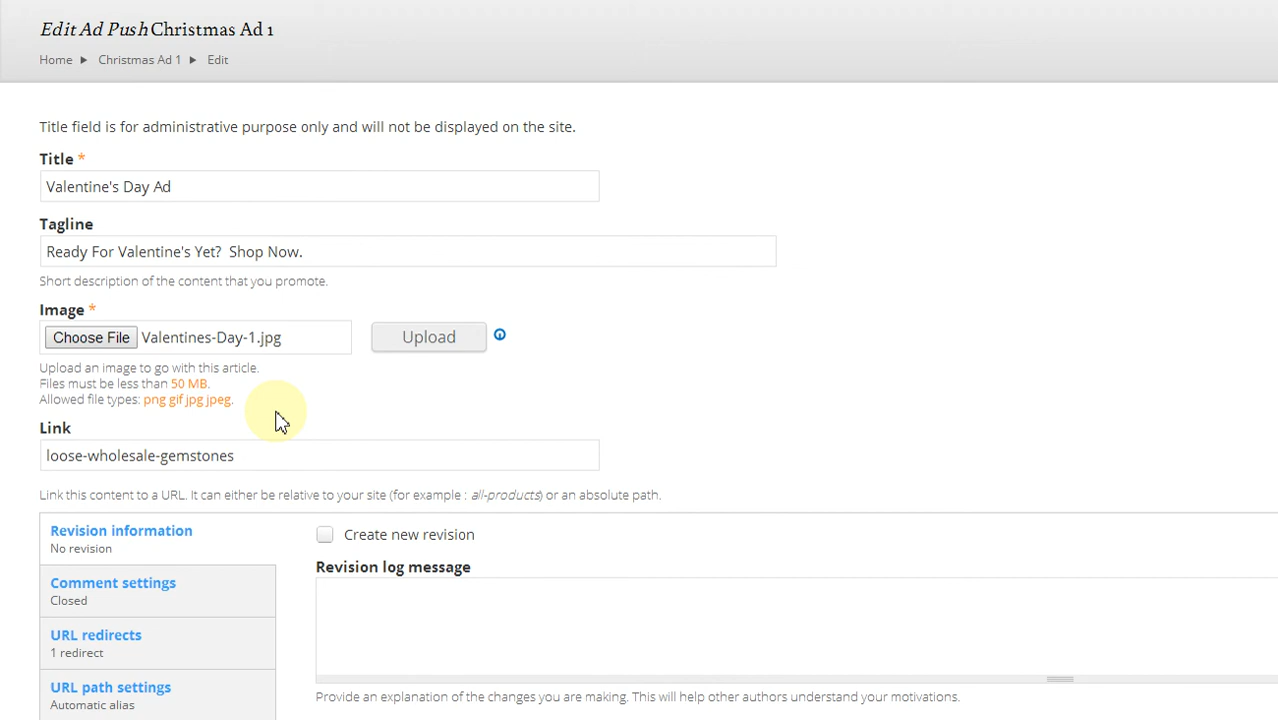 Edit Ad Push Christmas Ad 1
Home ▶ Christmas Ad 1 ▶ Edit
Title field is for administrative purpose only and will not be displayed on the site.
Title *
Valentine's Day Ad
Tagline
Ready For Valentine's Yet?  Shop Now.
Short description of the content that you promote.
Image *
Choose File Valentines-Day-1.jpg Upload
Upload an image to go with this article.
Files must be less than 50 MB.
Allowed file types: png gif jpg jpeg.
Link
loose-wholesale-gemstones
Link this content to a URL. It can either be relative to your site (for example : all-products) or an absolute path.
Revision information
No revision
Comment settings
Closed
URL redirects
1 redirect
URL path settings
Automatic alias
Create new revision
Revision log message
Provide an explanation of the changes you are making. This will help other authors understand your motivations.